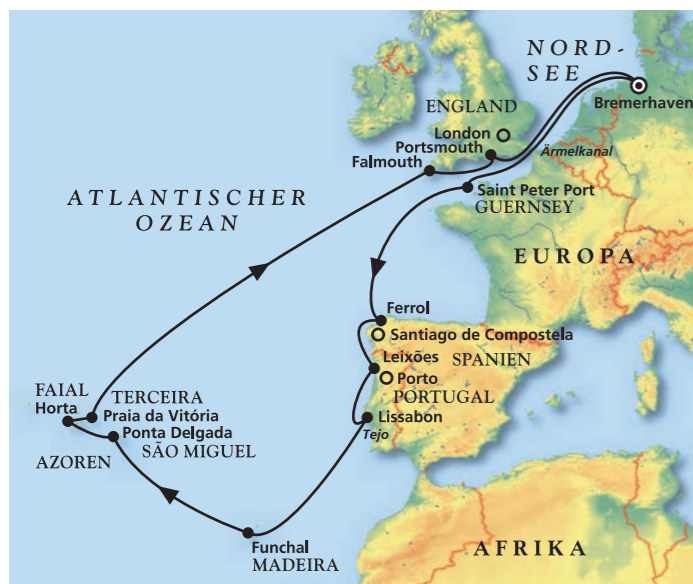 NORD-
SEE
Bremerhaven
ENGLAND
London
Portsmouth
Falmouth
Ärmelkanal
Saint Peter Port
GUERNSEY
ATLANTISCHER
OZEAN
EUROPA
Ferrol
Santiago de Compostela
Leixões
SPANIEN
Porto
PORTUGAL
Lissabon
Tejo
FAIAL
Horta
TERCEIRA
Praia da Vitória
Ponta Delgada
SÃO MIGUEL
AZOREN
Funchal
MADEIRA
AFRIKA